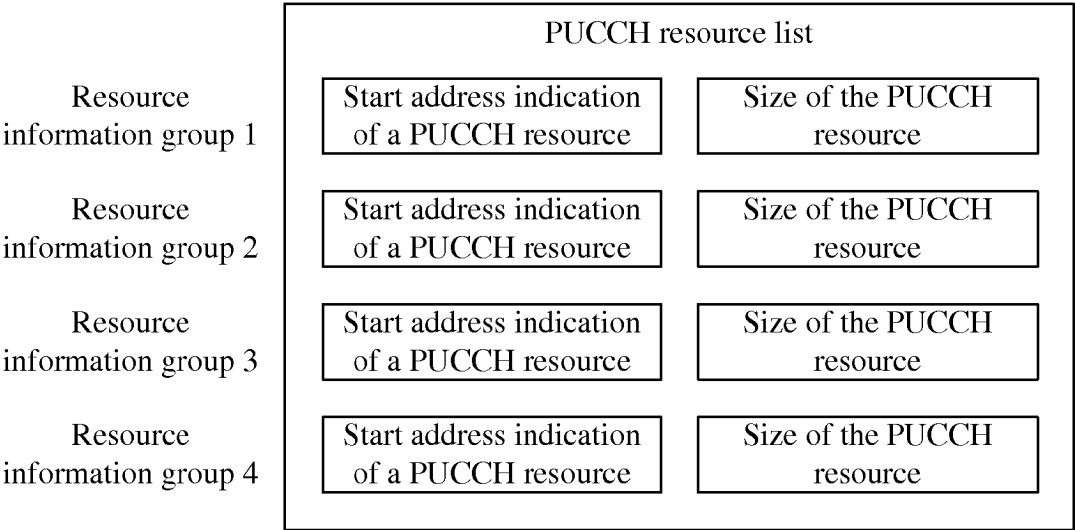 PUCCH resource list
Resource
information group 1
Start address indication
of a PUCCH resource
Size of the PUCCH
resource
Resource
information group 2
Start address indication
of a PUCCH resource
Size of the PUCCH
resource
Resource
information group 3
Start address indication
of a PUCCH resource
Size of the PUCCH
resource
Resource
information group 4
Start address indication
of a PUCCH resource
Size of the PUCCH
resource